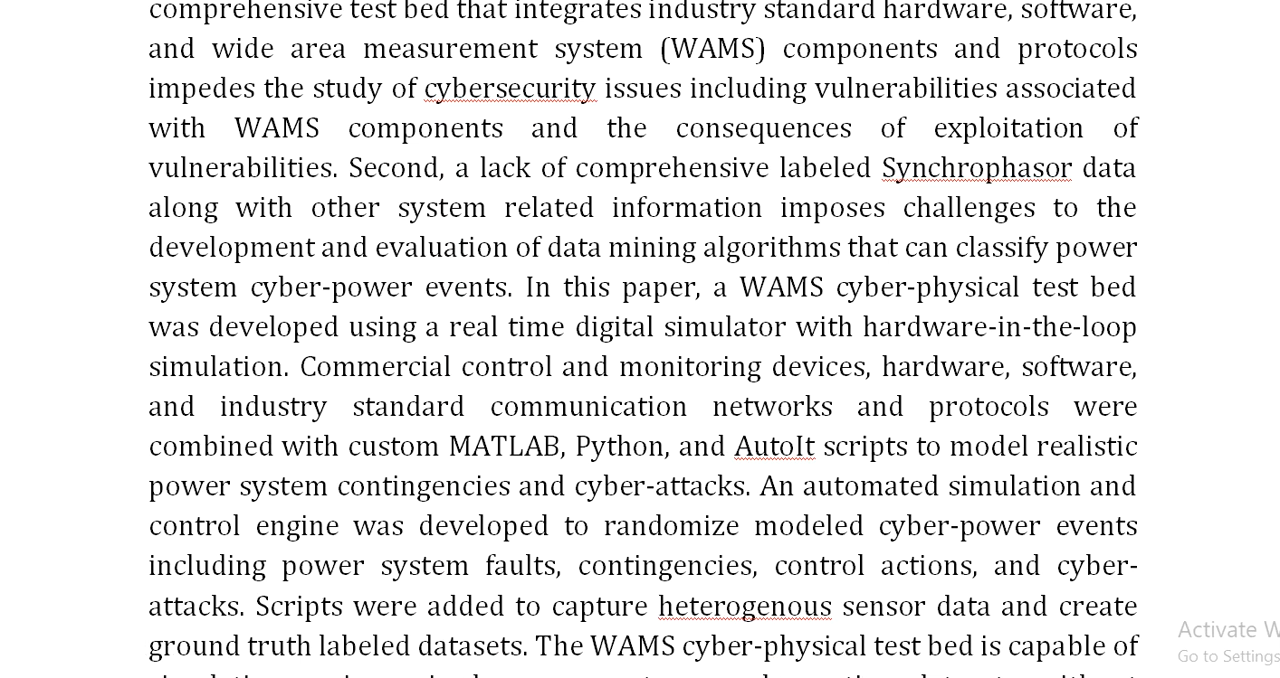 comprehensive test bed that integrates industry standard hardware, software,
and wide area measurement system (WAMS) components and protocols
impedes the study of cybersecurity issues including vulnerabilities associated
with WAMS components and the consequences of exploitation of
vulnerabilities. Second, a lack of comprehensive labeled Synchrophasor data
along with other system related information imposes challenges to the
development and evaluation of data mining algorithms that can classify power
system cyber-power events. In this paper, a WAMS cyber-physical test bed
was developed using a real time digital simulator with hardware-in-the-loop
simulation. Commercial control and monitoring devices, hardware, software,
and industry standard communication networks and protocols were
combined with custom MATLAB, Python, and AutoIt scripts to model realistic
power system contingencies and cyber-attacks. An automated simulation and
control engine was developed to randomize modeled cyber-power events
including power system faults, contingencies, control actions, and cyber-
attacks. Scripts were added to capture heterogenous sensor data and create
ground truth labeled datasets. The WAMS cyber-physical test bed is capable of
Activate W
Go to Settings